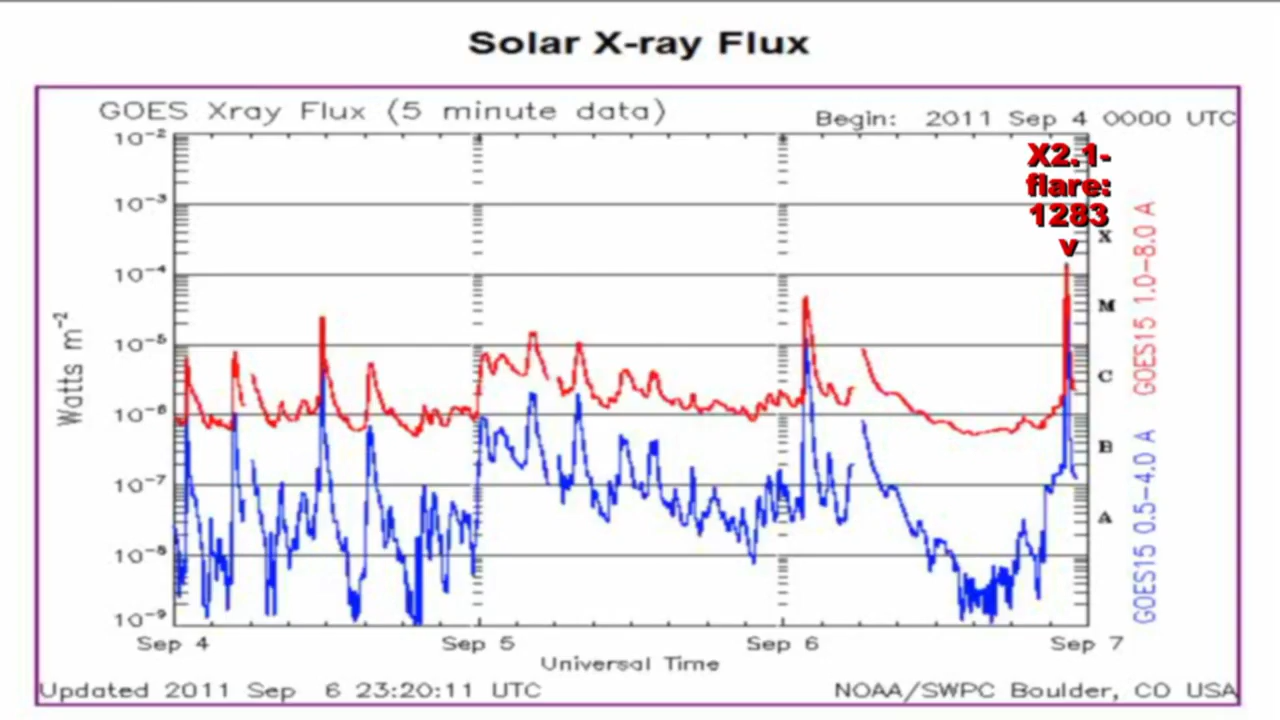 Solar X-ray Flux
GOES Xray Flux (5 minute data)
Begin: 2011 Sep 4 0000 UTC
X2.1-
flare:
1283
v
10-2
10-3
10-4
10-5
10-6
10-7
10-8
10-9
Watts m-2
X
M
C
B
A
GOES15 1.0-8.0 A
GOES15 0.5-4.0 A
Sep 4
Sep 5
Sep 6
Sep 7
Universal Time
Updated 2011 Sep 6 23:20:11 UTC
NOAA/SWPC Boulder, CO USA